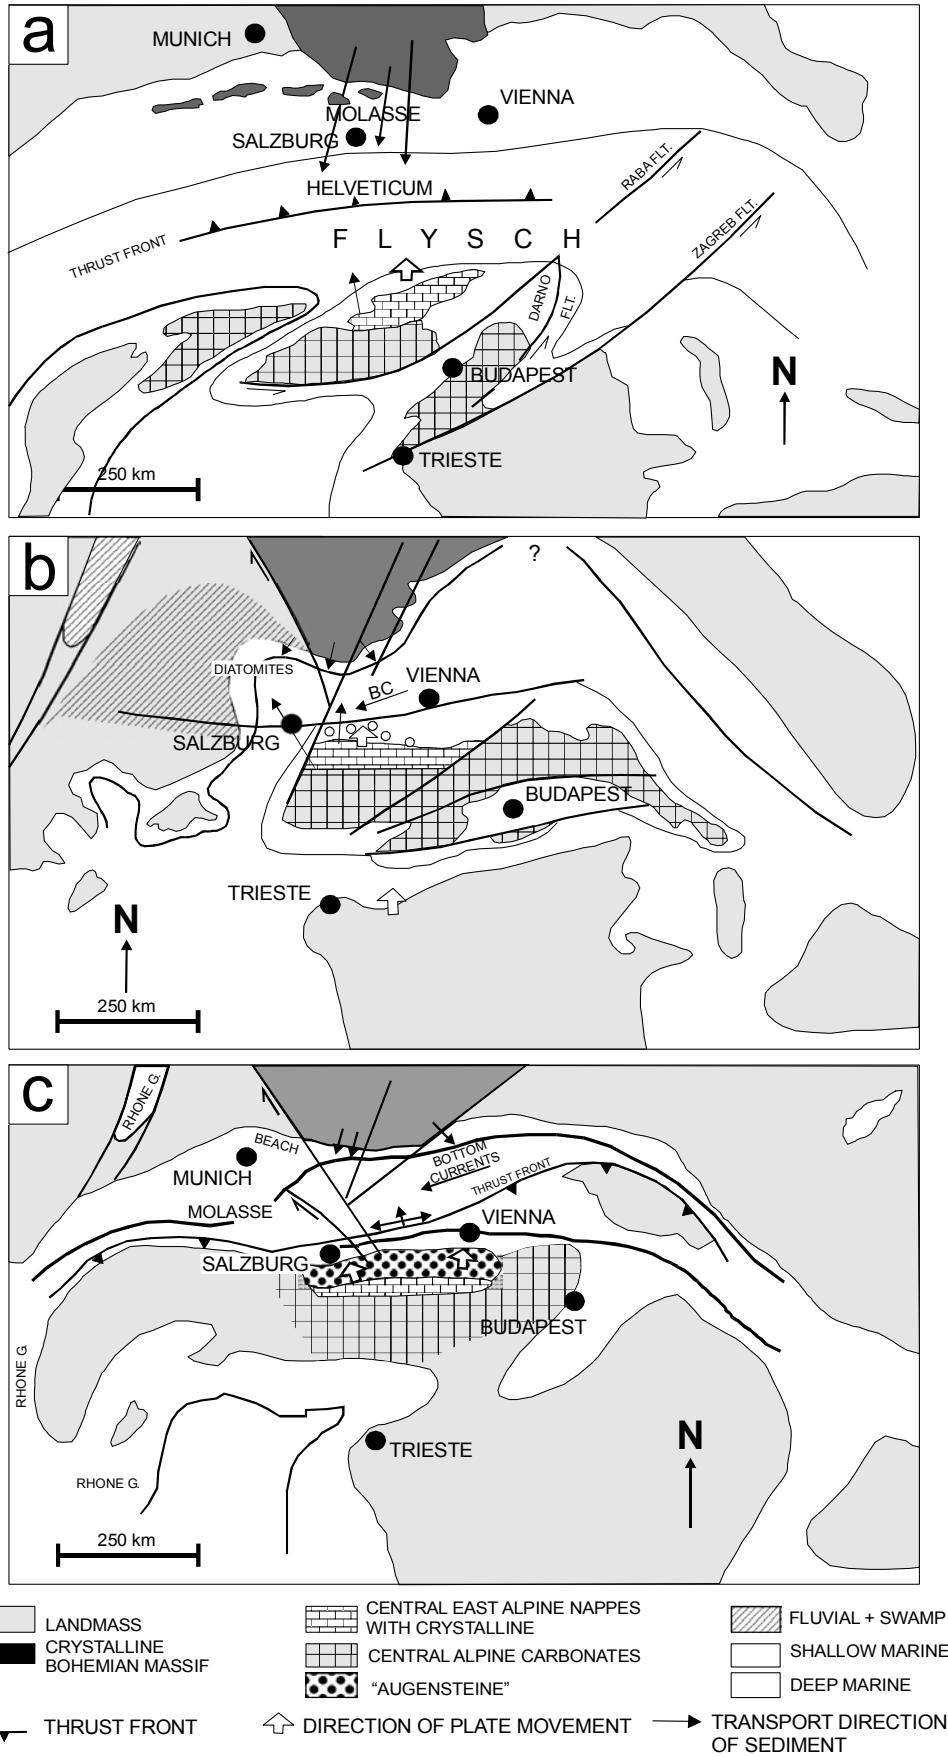 a
MUNICH
VIENNA
MOLASSE
SALZBURG
RABA FLT.
HELVETICUM
ZAGREB FLT.
THRUST FRONT
F L Y S C H
DARNO
FLT.
BUDAPEST
N
TRIESTE
250 km
b
?
DIATOMITES
BC
VIENNA
SALZBURG
BUDAPEST
TRIESTE
N
250 km
c
RHONE G.
BEACH
MUNICH
BOTTOM
CURRENTS
THRUST FRONT
MOLASSE
VIENNA
SALZBURG
BUDAPEST
RHONE G.
TRIESTE
N
RHONE G.
250 km
LANDMASS
CRYSTALLINE
BOHEMIAN MASSIF
CENTRAL EAST ALPINE NAPPES
WITH CRYSTALLINE
CENTRAL ALPINE CARBONATES
“AUGENSTEINE”
FLUVIAL + SWAMP
SHALLOW MARINE
DEEP MARINE
THRUST FRONT
DIRECTION OF PLATE MOVEMENT
TRANSPORT DIRECTION
OF SEDIMENT